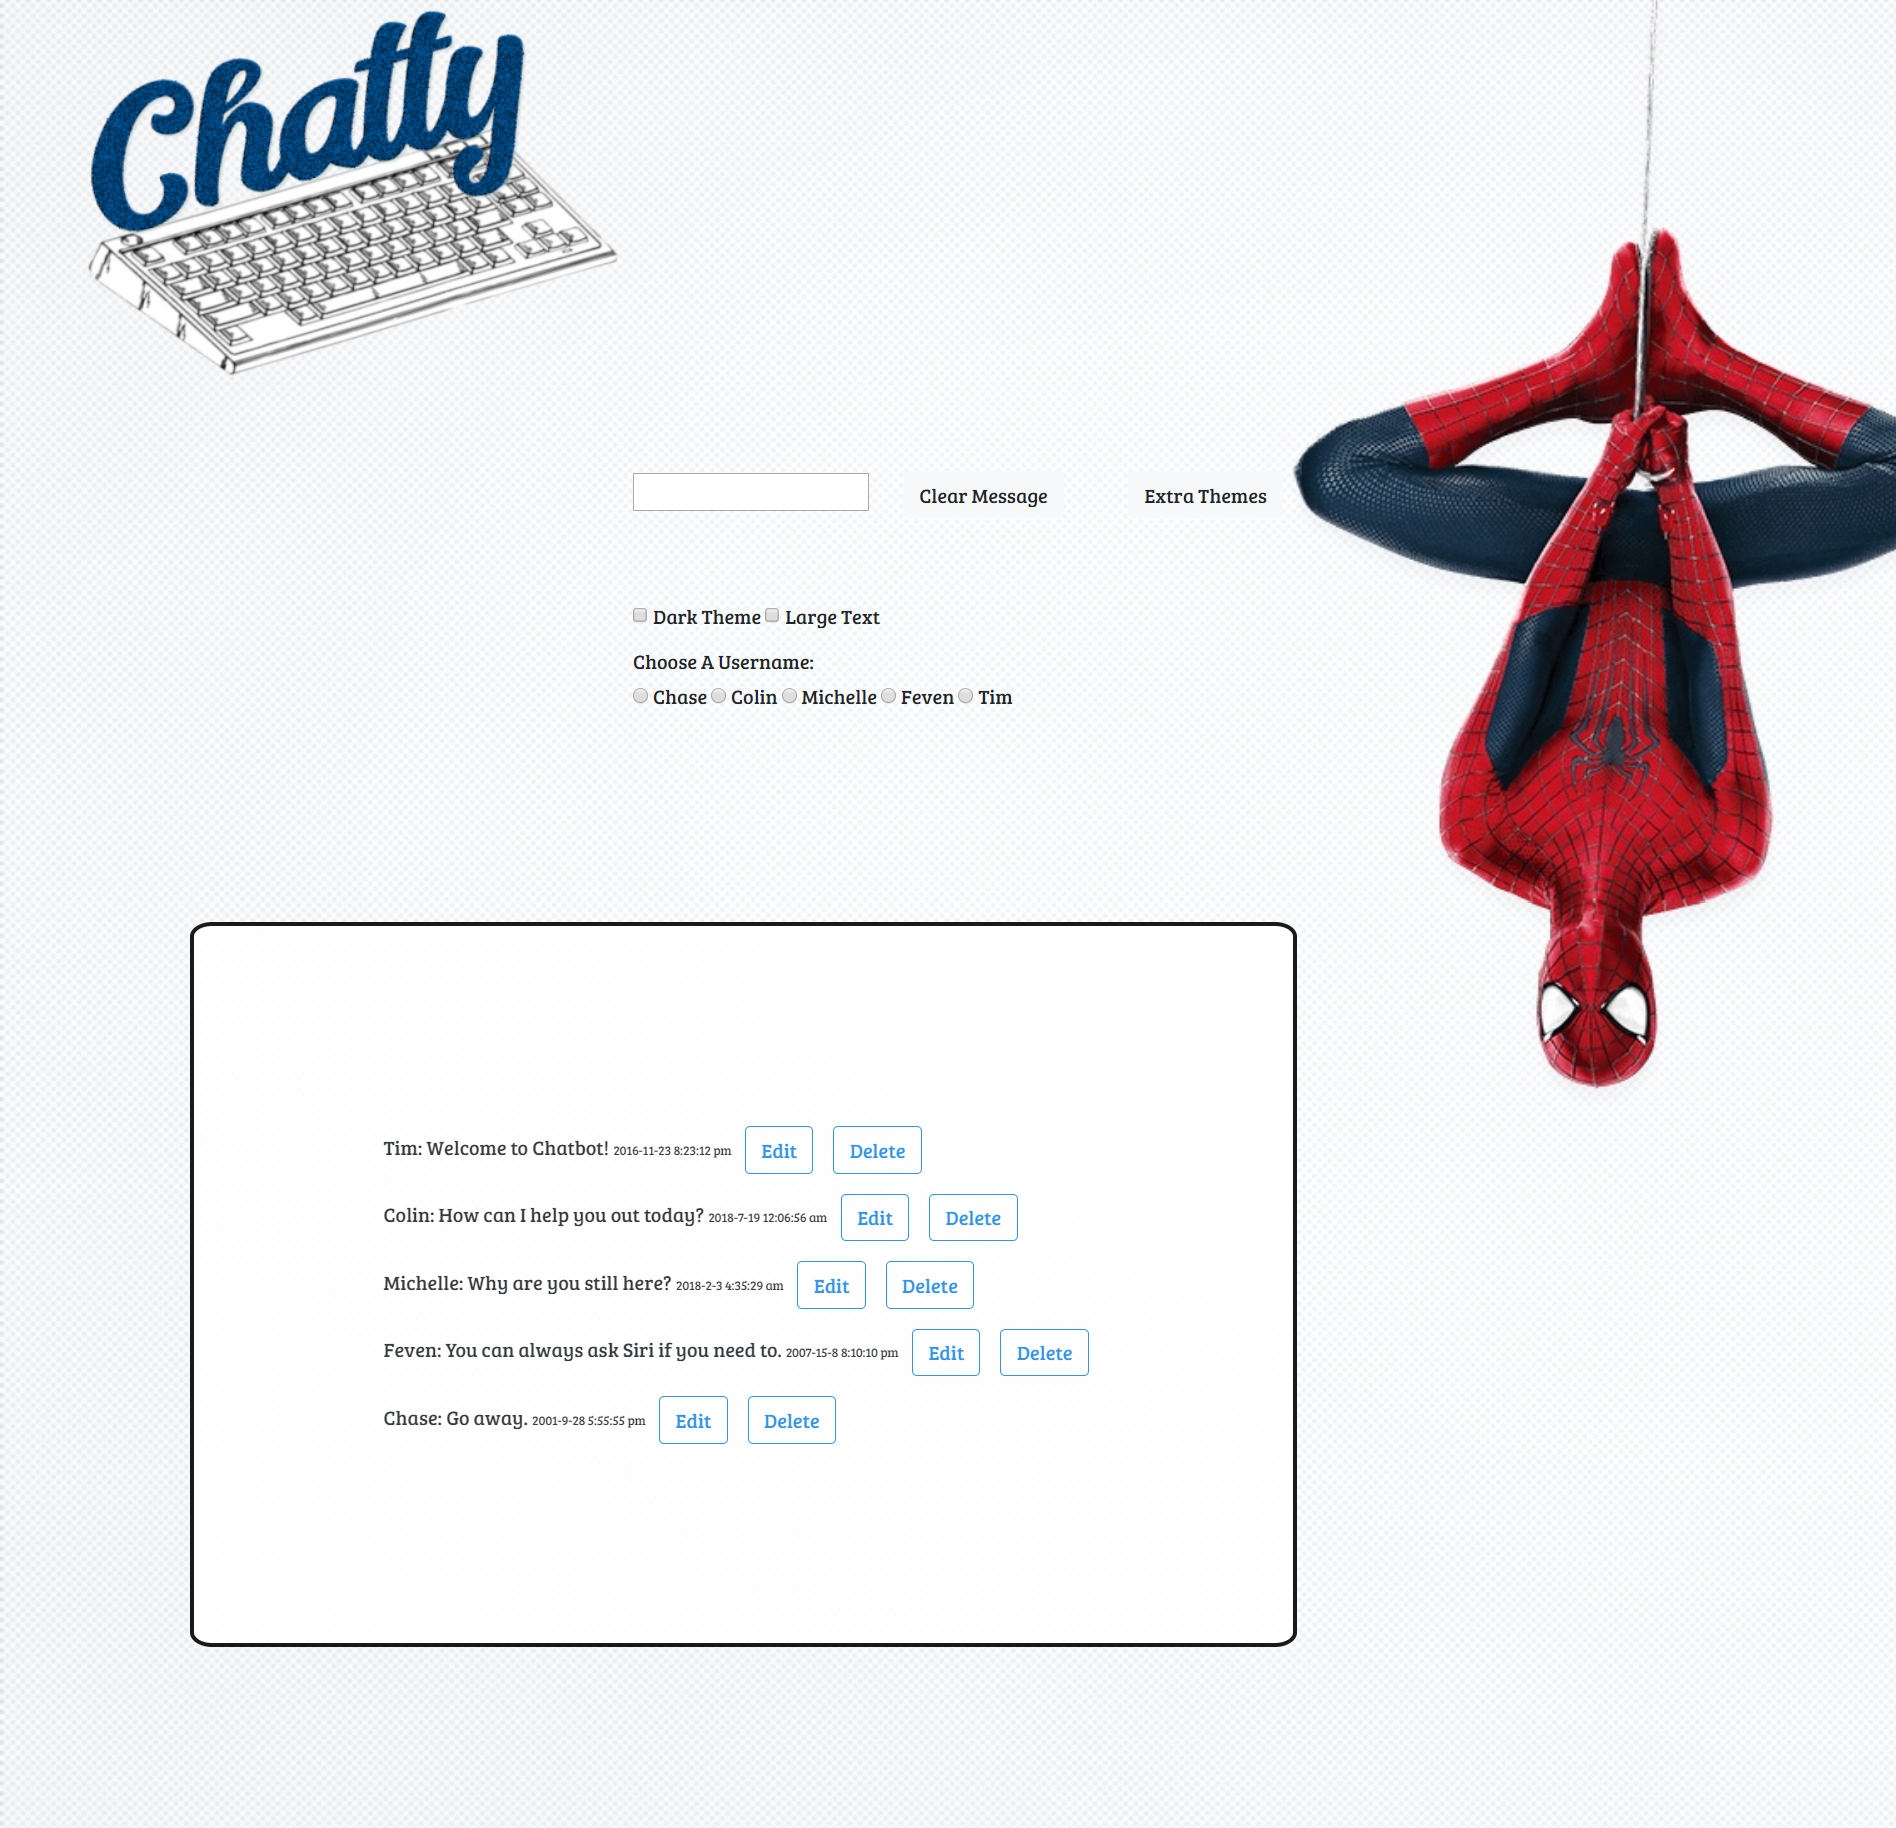 Chatty
Clear Message Extra Themes
Dark Theme Large Text
Choose A Username:
Chase Colin Michelle Feven Tim
Tim: Welcome to Chatbot! 2016-11-23 8:23:12 pm Edit Delete
Colin: How can I help you out today? 2018-7-19 12:06:56 am Edit Delete
Michelle: Why are you still here? 2018-2-3 4:35:29 am Edit Delete
Feven: You can always ask Siri if you need to. 2007-15-8 8:10:10 pm Edit Delete
Chase: Go away. 2001-9-28 5:55:55 pm Edit Delete